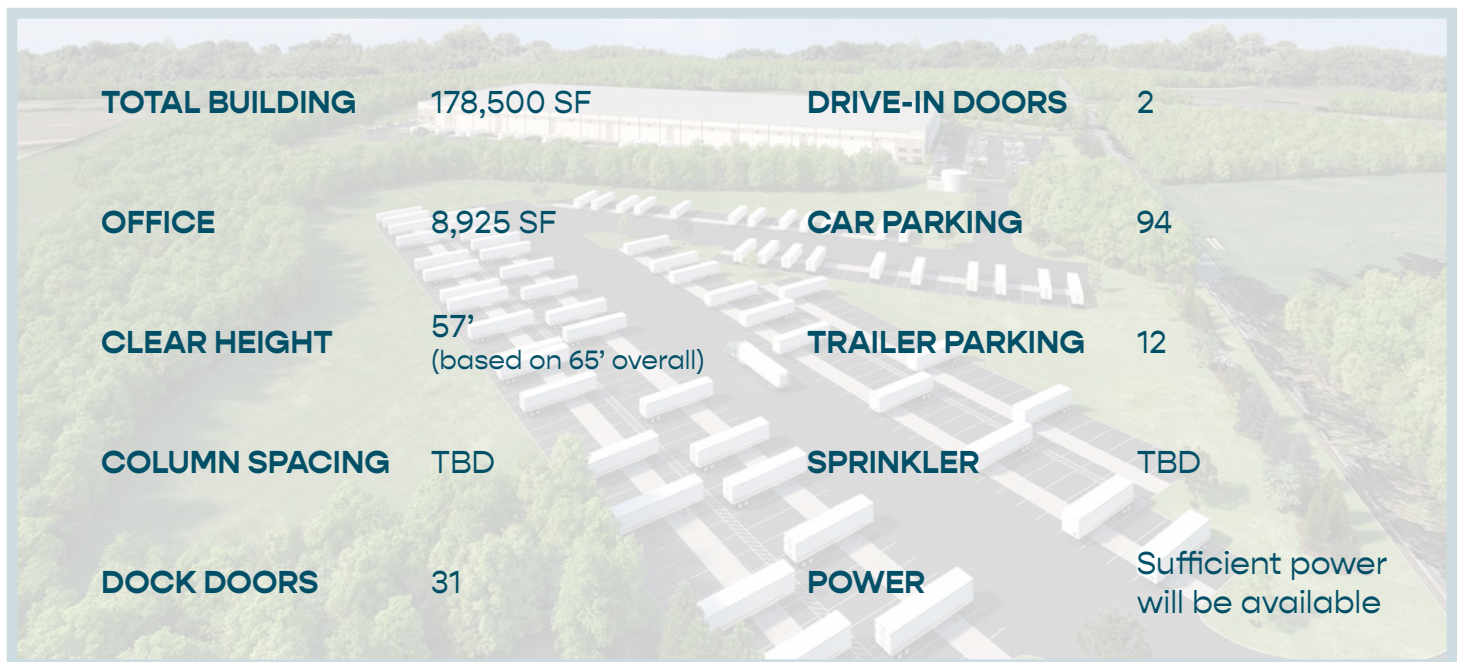 TOTAL BUILDING 178,500 SF DRIVE-IN DOORS 2
OFFICE 8,925 SF CAR PARKING 94
CLEAR HEIGHT 57’ TRAILER PARKING 12
(based on 65’ overall)
COLUMN SPACING TBD SPRINKLER TBD
DOCK DOORS 31 POWER Sufficient power
will be available